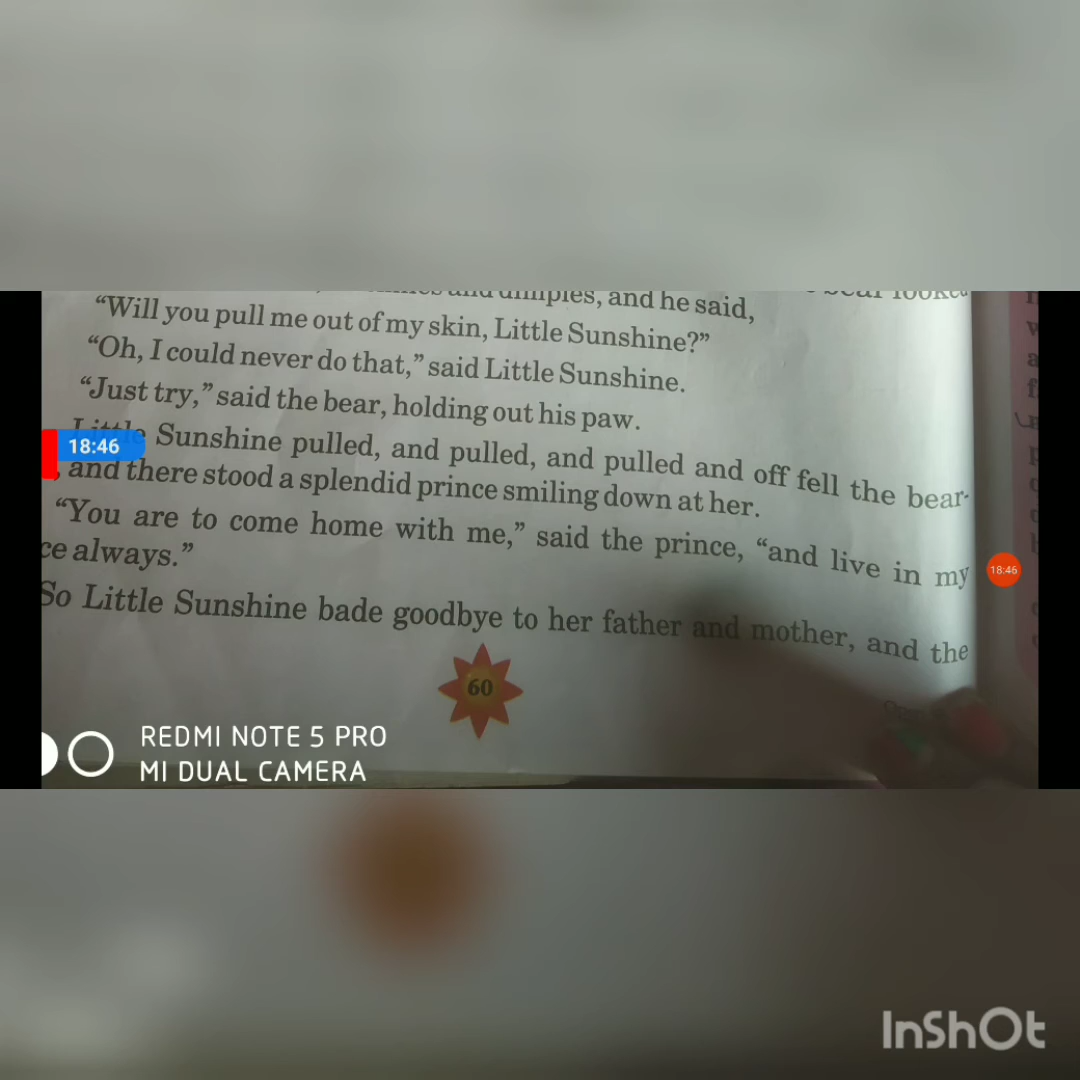 and dimples, and he said,
"Will you pull me out of my skin, Little Sunshine?"
"Oh, I could never do that," said Little Sunshine.
"Just try," said the bear, holding out his paw.
Little Sunshine pulled, and pulled, and pulled and off fell the bear-
18:46
, and there stood a splendid prince smiling down at her.
"You are to come home with me," said the prince, "and live in my
18:46
ce always."
So Little Sunshine bade goodbye to her father and mother, and the
60
REDMI NOTE 5 PRO
MI DUAL CAMERA
InShOt